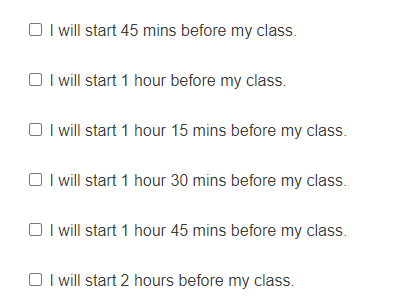 I will start 45 mins before my class.
I will start 1 hour before my class.
I will start 1 hour 15 mins before my class.
I will start 1 hour 30 mins before my class.
I will start 1 hour 45 mins before my class.
I will start 2 hours before my class.